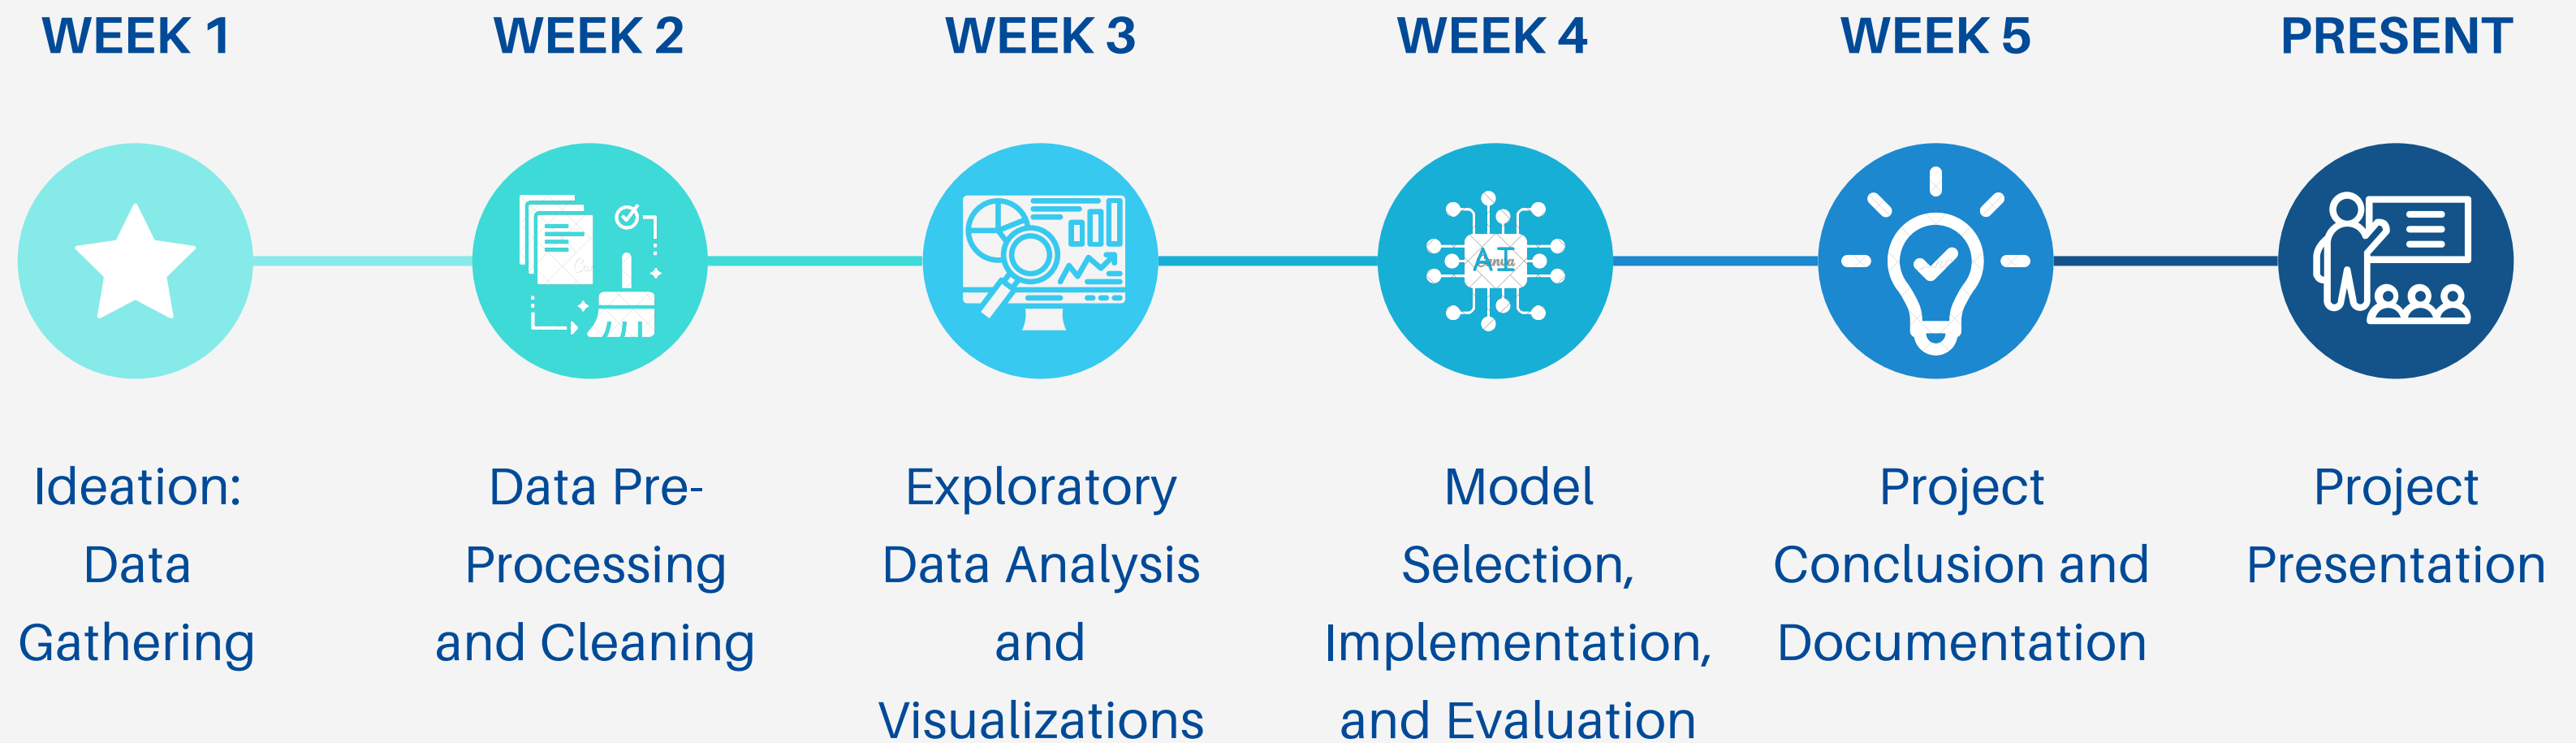 WEEK 1
WEEK 2
WEEK 3
WEEK 4
WEEK 5
PRESENT
AI
Canva
Ideation:
Data
Gathering
Data Pre-
Processing
and Cleaning
Exploratory
Data Analysis
and
Visualizations
Model
Selection,
Implementation,
and Evaluation
Project
Conclusion and
Documentation
Project
Presentation